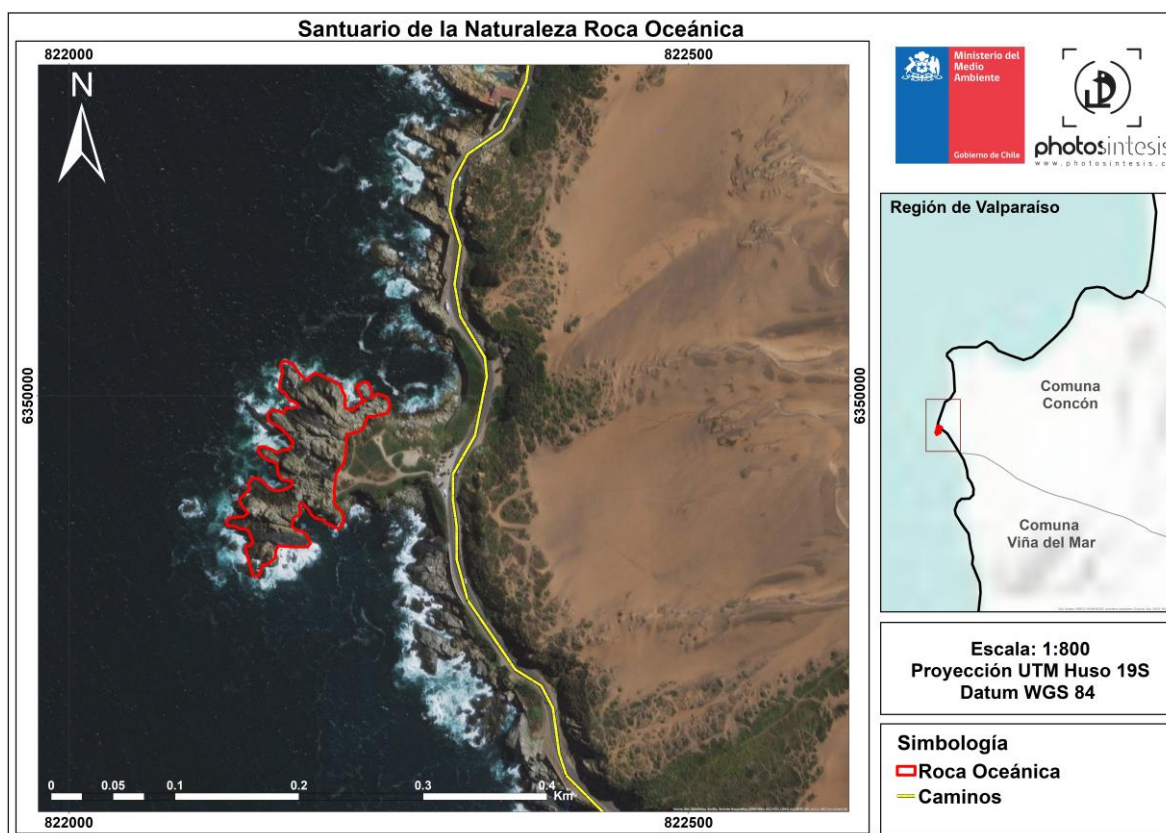 Santuario de la Naturaleza Roca Oceánica
822000
822500
N
6350000
6350000
0
0.05
0.1
0.2
0.3
0.4
Km
822000
822500
Ministerio del
Medio
Ambiente
Gobierno de Chile
photosintesis
Región de Valparaíso
Comuna
Concón
Comuna
Viña del Mar
Escala: 1:800
Proyección UTM Huso 19S
Datum WGS 84
Simbología
Roca Oceánica
Caminos